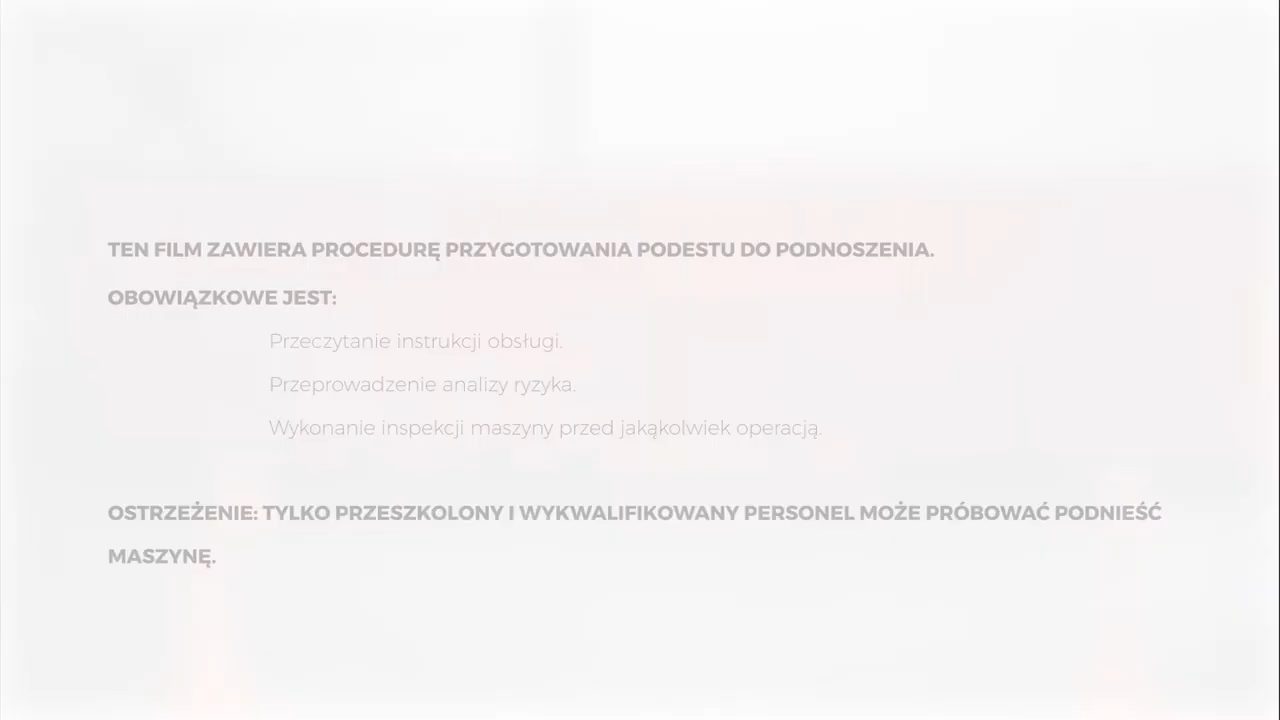 TEN FILM ZAWIERA PROCEDURĘ PRZYGOTOWANIA PODESTU DO PODNOSZENIA.
OBOWIĄZKOWE JEST:
Przeczytanie instrukcji obsługi.
Przeprowadzenie analizy ryzyka.
Wykonanie inspekcji maszyny przed jakąkolwiek operacją.
OSTRZEŻENIE: TYLKO PRZESZKOLONY I WYKWALIFIKOWANY PERSONEL MOŻE PRÓBOWAĆ PODNIEŚĆ
MASZYNĘ.